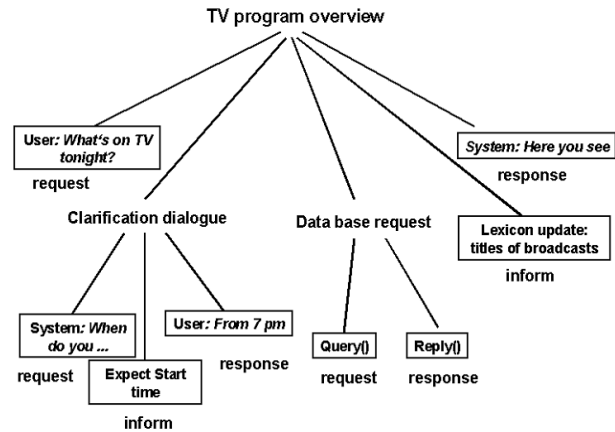 TV program overview
User: What's on TV
tonight?
request
System: Here you see
response
Clarification dialogue
Data base request
Lexicon update:
titles of broadcasts
inform
System: When
do you ...
request
Expect Start
time
inform
User: From 7 pm
response
Query()
request
Reply()
response